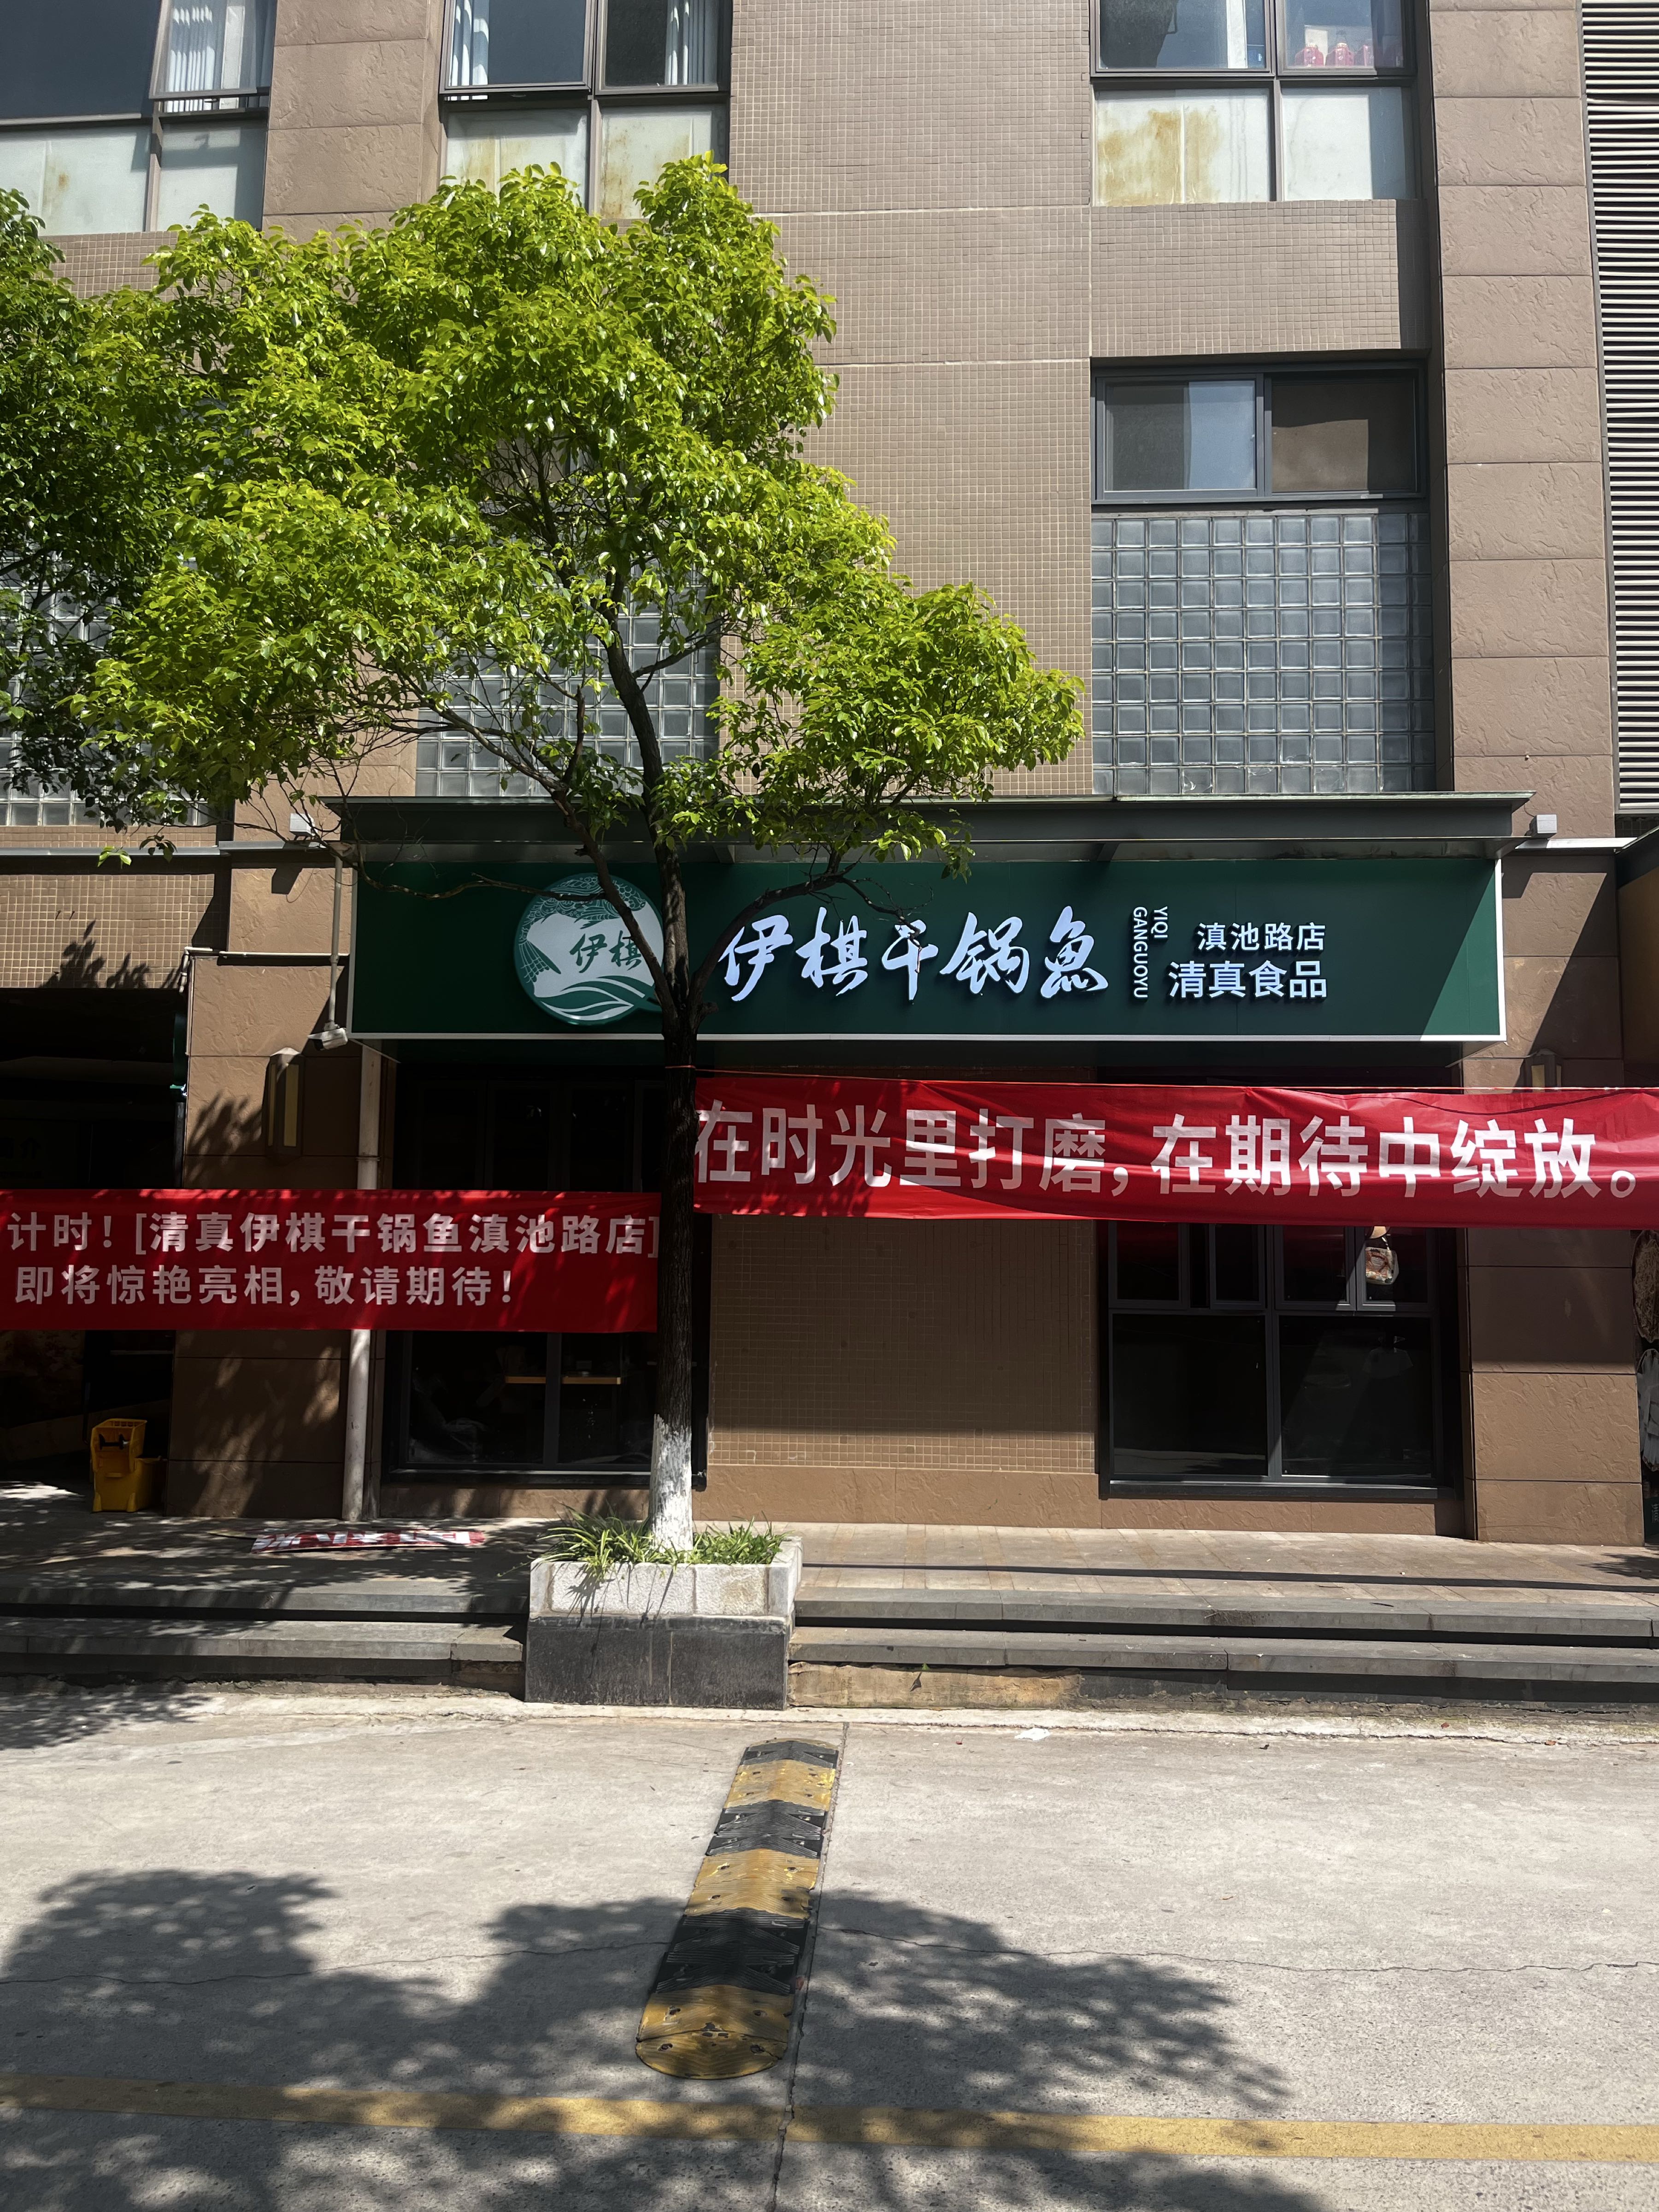 伊棋
伊棋干锅魚
YIQI
GANGUOYU
滇池路店
清真食品
在时光里打磨，在期待中绽放。
计时！[清真伊棋干锅鱼滇池路店]
即将惊艳亮相，敬请期待！